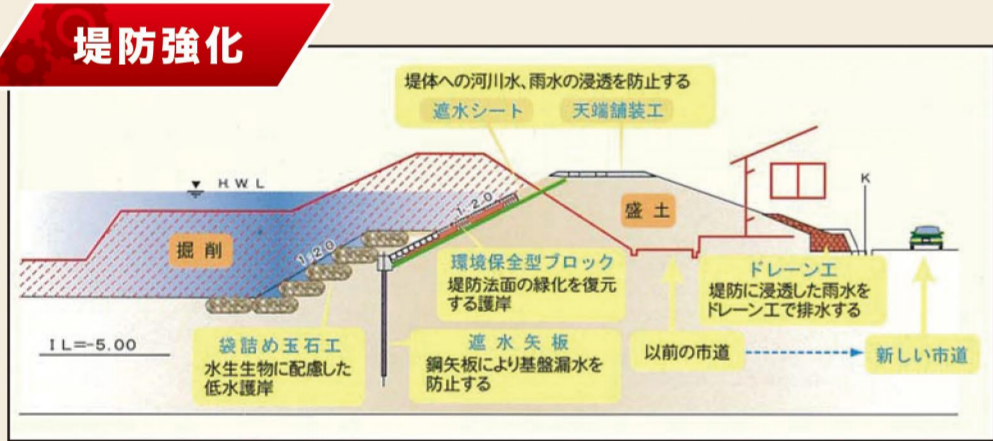 堤防強化
堤体への河川水、雨水の浸透を防止する
遮水シート 天端舗装工
H.W.L
掘削
1:2.0
1:2.0
盛土
K
環境保全型ブロック
堤防法面の緑化を復元
する護岸
ドレーン工
堤防に浸透した雨水を
ドレーン工で排水する
IL=-5.00
袋詰め玉石工
水生生物に配慮した
低水護岸
遮水矢板
鋼矢板により基盤漏水を
防止する
以前の市道
新しい市道